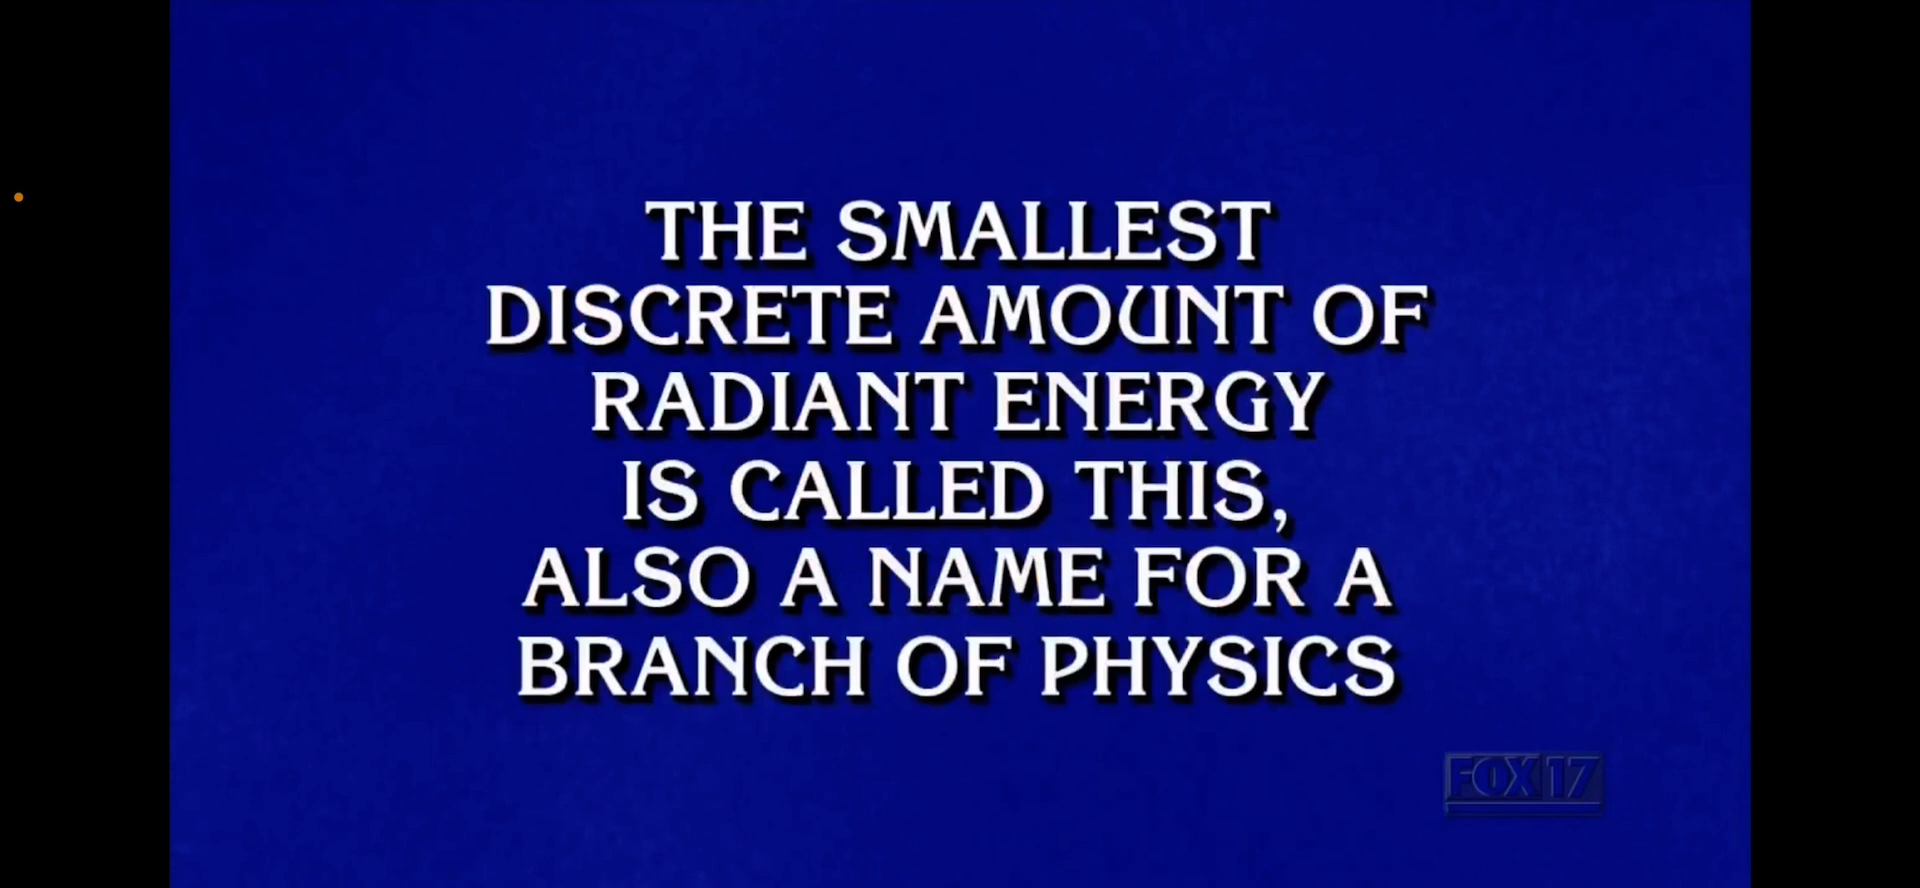 THE SMALLEST
DISCRETE AMOUNT OF
RADIANT ENERGY
IS CALLED THIS,
ALSO A NAME FOR A
BRANCH OF PHYSICS
FOX 17